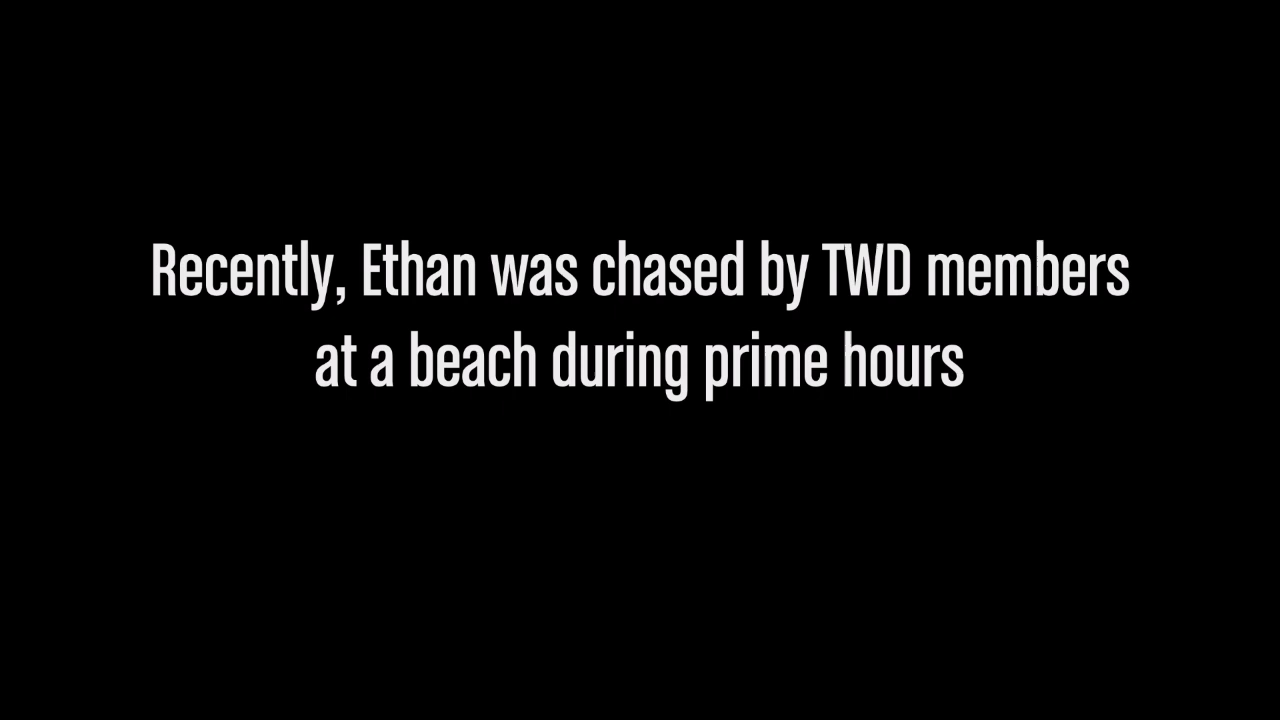 Recently, Ethan was chased by TWD members
at a beach during prime hours